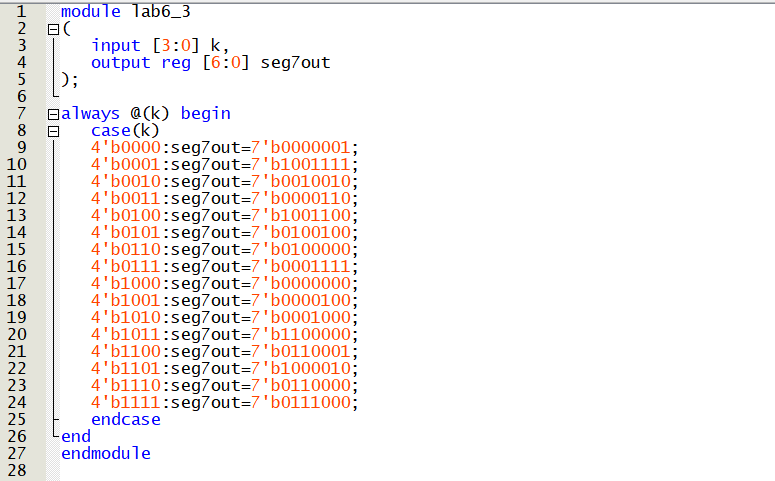 1 module lab6_3
2 (
3 input [3:0] k,
4 output reg [6:0] seg7out
5 );
6
7 always @(k) begin
8 case(k)
9 4'b0000:seg7out=7'b0000001;
10 4'b0001:seg7out=7'b1001111;
11 4'b0010:seg7out=7'b0010010;
12 4'b0011:seg7out=7'b0000110;
13 4'b0100:seg7out=7'b1001100;
14 4'b0101:seg7out=7'b0100100;
15 4'b0110:seg7out=7'b0100000;
16 4'b0111:seg7out=7'b0001111;
17 4'b1000:seg7out=7'b0000000;
18 4'b1001:seg7out=7'b0000100;
19 4'b1010:seg7out=7'b0001000;
20 4'b1011:seg7out=7'b1100000;
21 4'b1100:seg7out=7'b0110001;
22 4'b1101:seg7out=7'b1000010;
23 4'b1110:seg7out=7'b0110000;
24 4'b1111:seg7out=7'b0111000;
25 endcase
26 end
27 endmodule
28